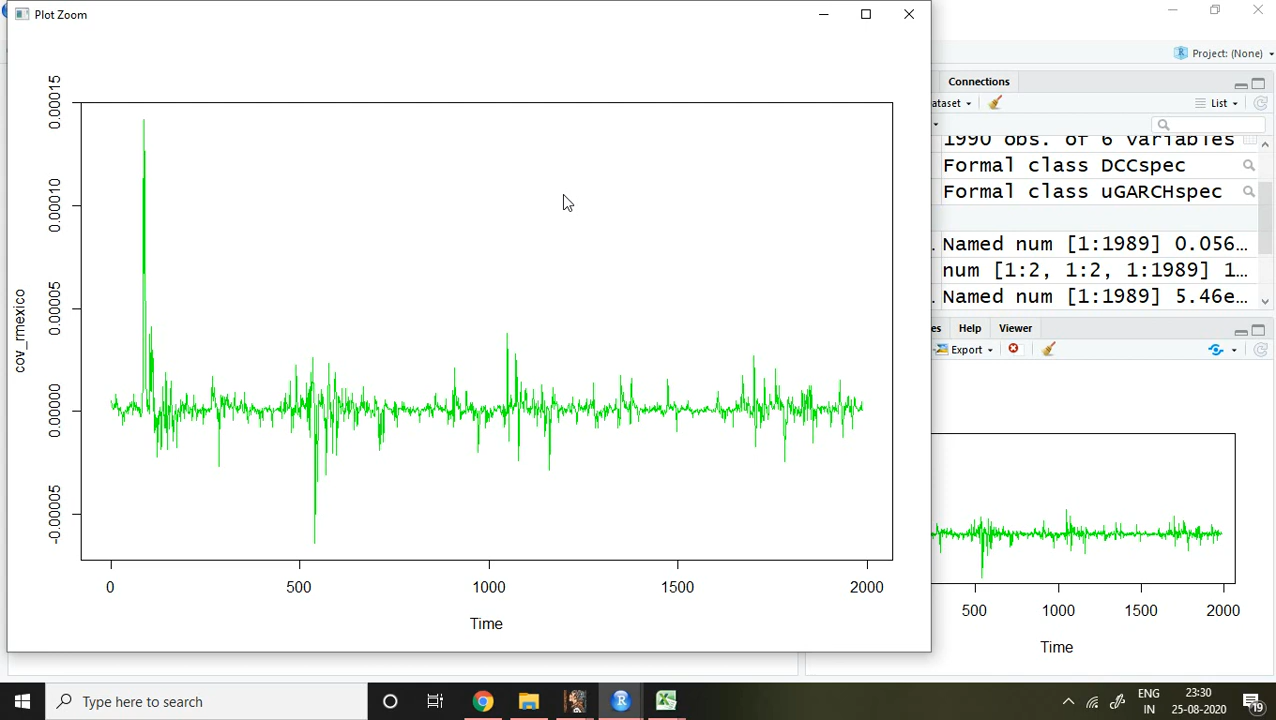 Plot Zoom
Project: (None)
Connections
ataset
List
1990 obs. of 6 variables
Formal class DCCspec
Formal class uGARCHspec
Named num [1:1989] 0.056…
num [1:2, 1:2, 1:1989] 1…
Named num [1:1989] 5.46e…
es Help Viewer
Export
cov_rmexico
0.00015
0.00010
0.00005
0.00000
-0.00005
0 500 1000 1500 2000
Time
500 1000 1500 2000
Time
Type here to search
ENG
IN
23:30
25-08-2020
19